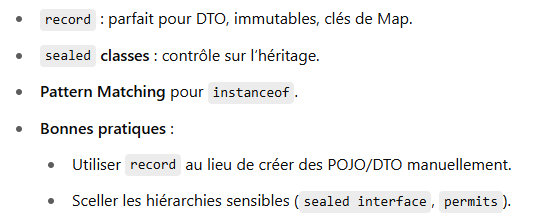 record : parfait pour DTO, immutables, clés de Map.
sealed classes : contrôle sur l’héritage.
Pattern Matching pour instanceof.
Bonnes pratiques :
Utiliser record au lieu de créer des POJO/DTO manuellement.
Sceller les hiérarchies sensibles (sealed interface, permits).